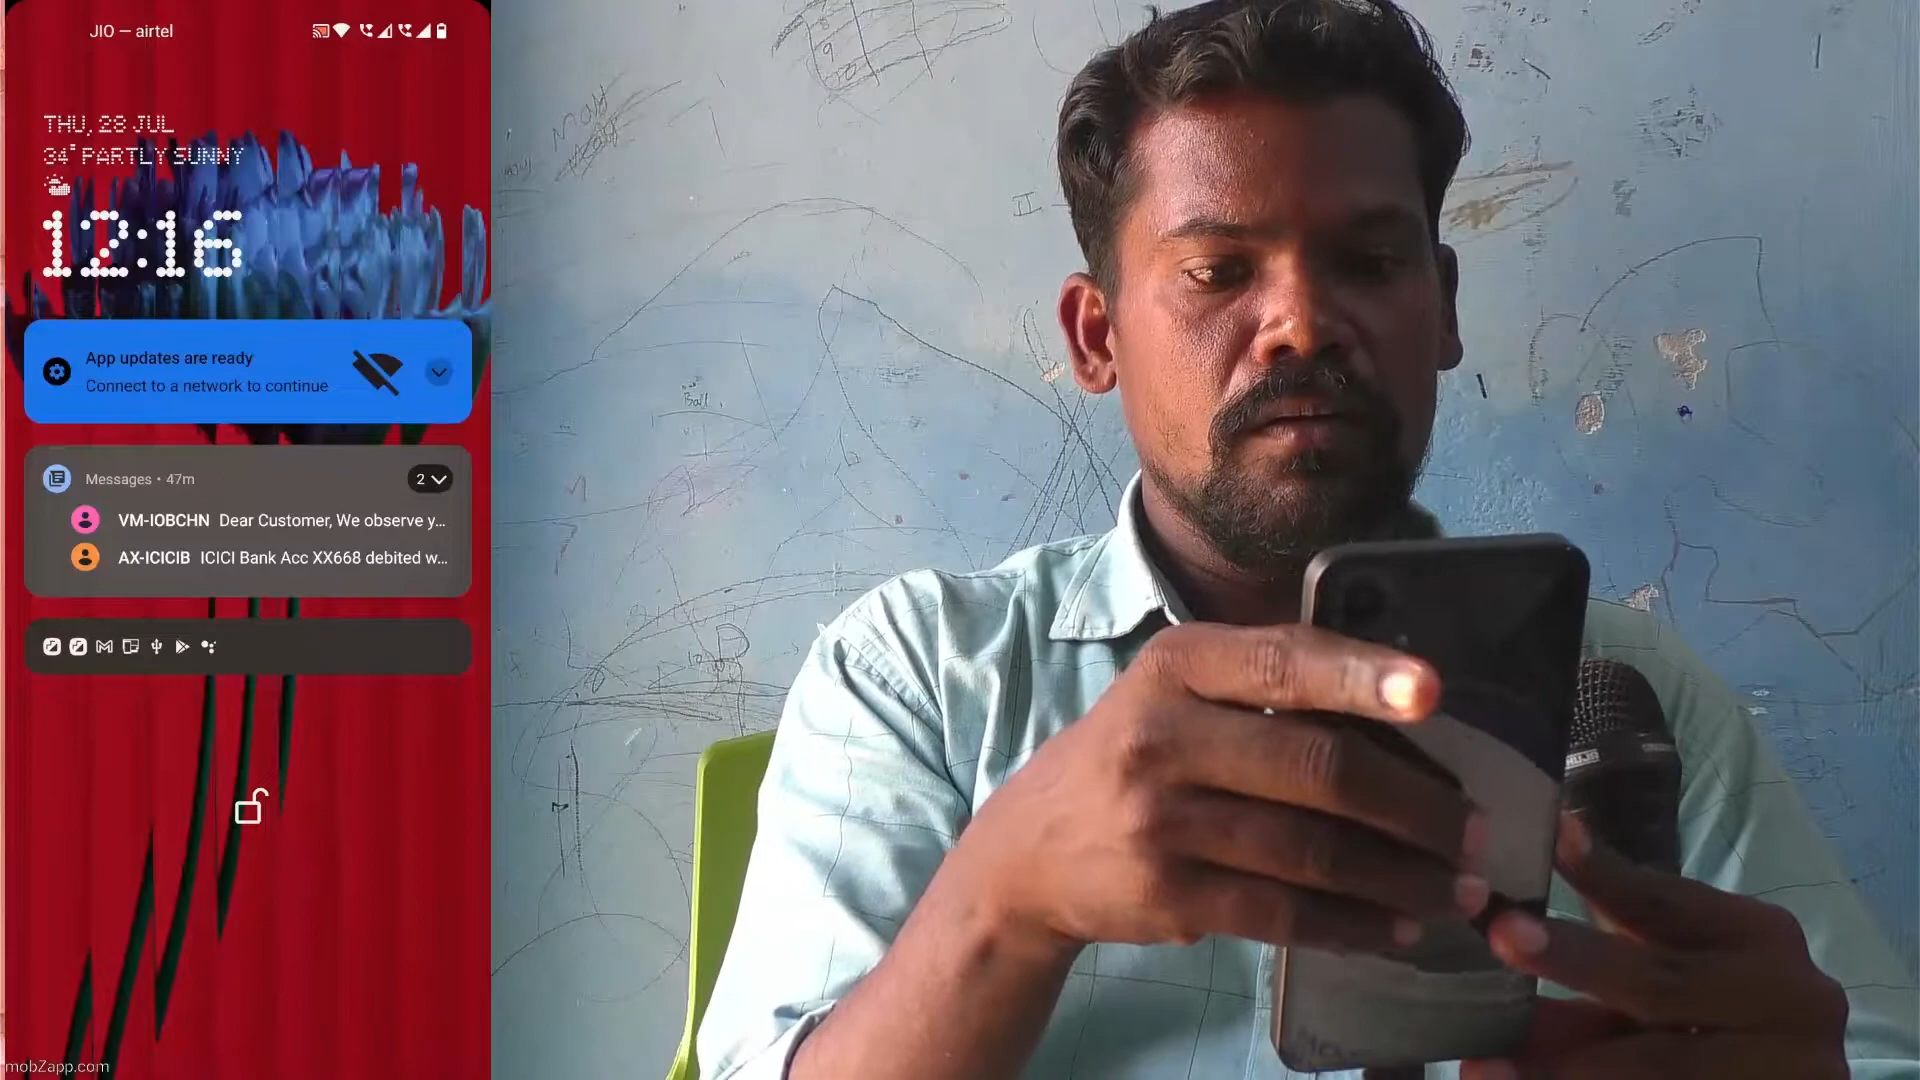 JIO — airtel
THU, 28 JUL
34° PARTLY SUNNY
12:16
App updates are ready
Connect to a network to continue
Messages • 47m
2
VM-IOBCHN Dear Customer, We observe y...
AX-ICICIB ICICI Bank Acc XX668 debited w...
mobZapp.com
Ball